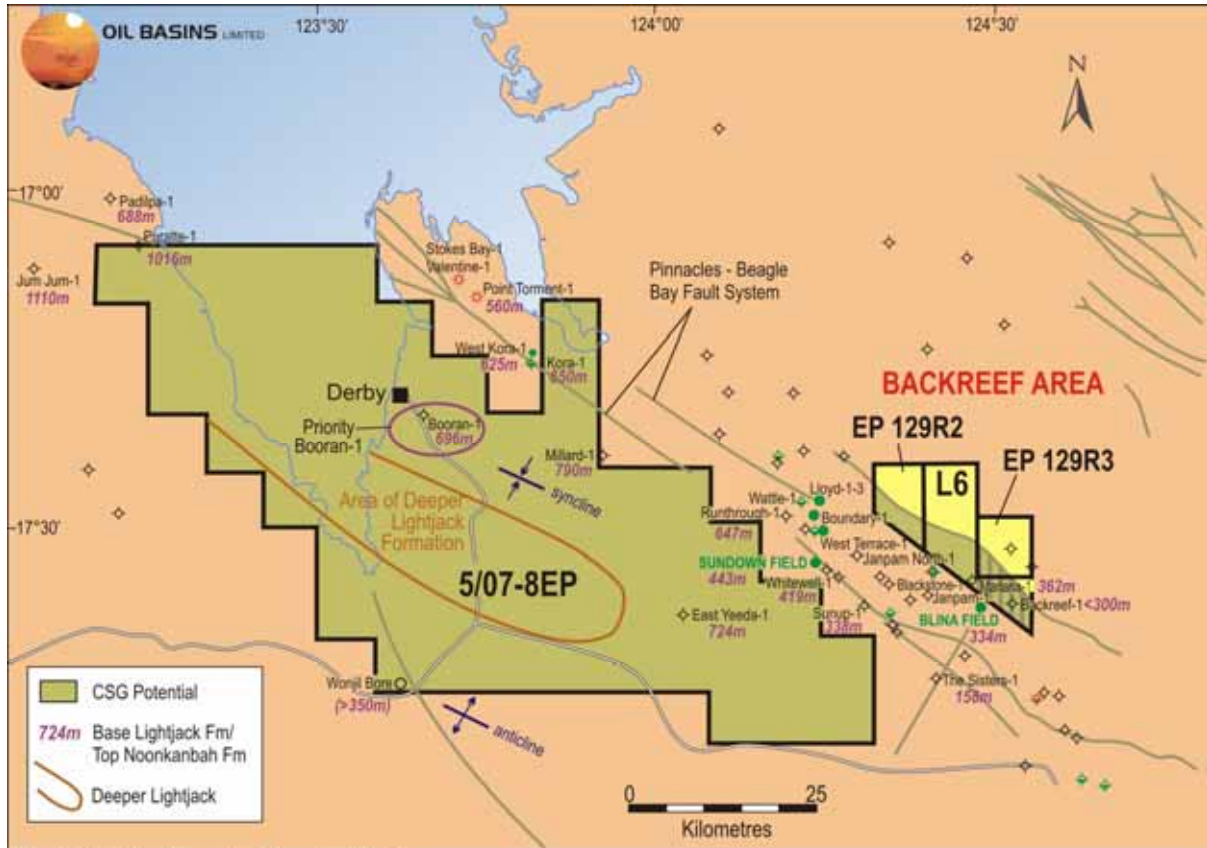 OIL BASINS LIMITED
123°30'
124°00'
124°30'
N
17°00'
Padilpa-1
688m
Puratte-1
1016m
Jum Jum-1
1110m
Stokes Bay-1
Valentine-1
Point Torment-1
560m
Pinnacles - Beagle
Bay Fault System
West Kora-1
625m
Kora-1
650m
Derby
Priority
Booran-1
Booran-1
696m
BACKREEF AREA
EP 129R2
L6
EP 129R3
Millard-1
790m
syncline
Area of Deeper
Lightjack
Formation
17°30'
5/07-8EP
Wattle-1
Lloyd-1-3
Runthrough-1
647m
Boundary-1
West Terrace-1
Janpam North-1
SUNDOWN FIELD
443m
Whitewell-1
419m
Blackstone-1
Janpam-1
362m
Backreef-1
<300m
Sunup-1
338m
BLINA FIELD
334m
East Yeeda-1
724m
The Sisters-1
158m
Wonjil Bore
(>350m)
anticline
CSG Potential
724m
Base Lightjack Fm/
Top Noonkanbah Fm
Deeper Lightjack
0
25
Kilometres